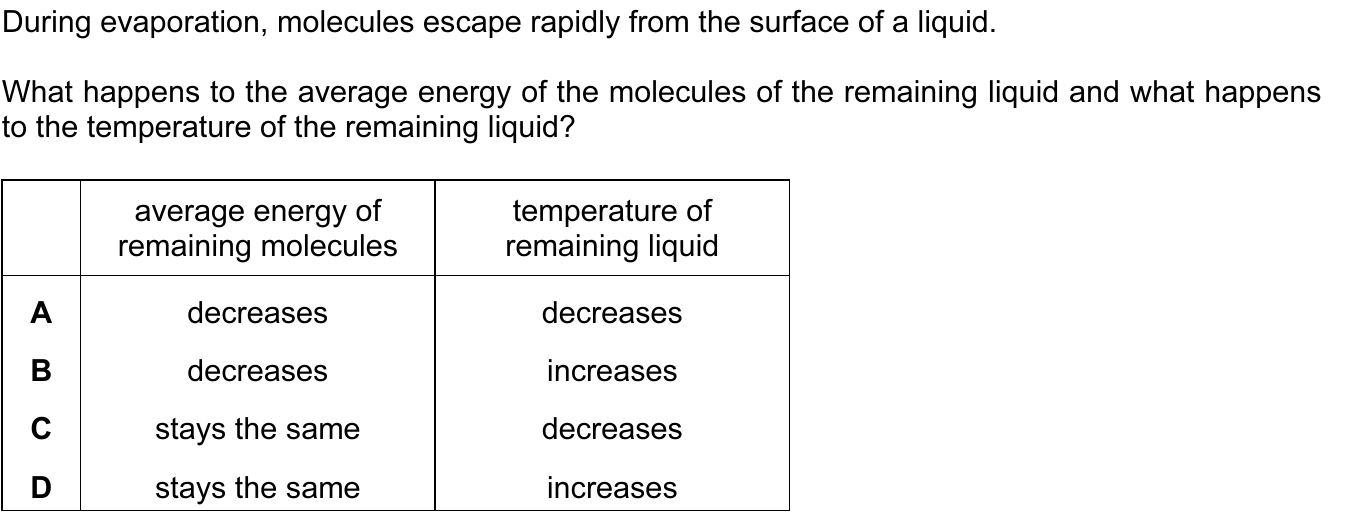 During evaporation, molecules escape rapidly from the surface of a liquid.
What happens to the average energy of the molecules of the remaining liquid and what happens
to the temperature of the remaining liquid?
average energy of temperature of
remaining molecules remaining liquid
A decreases decreases
B decreases increases
C stays the same decreases
D stays the same increases